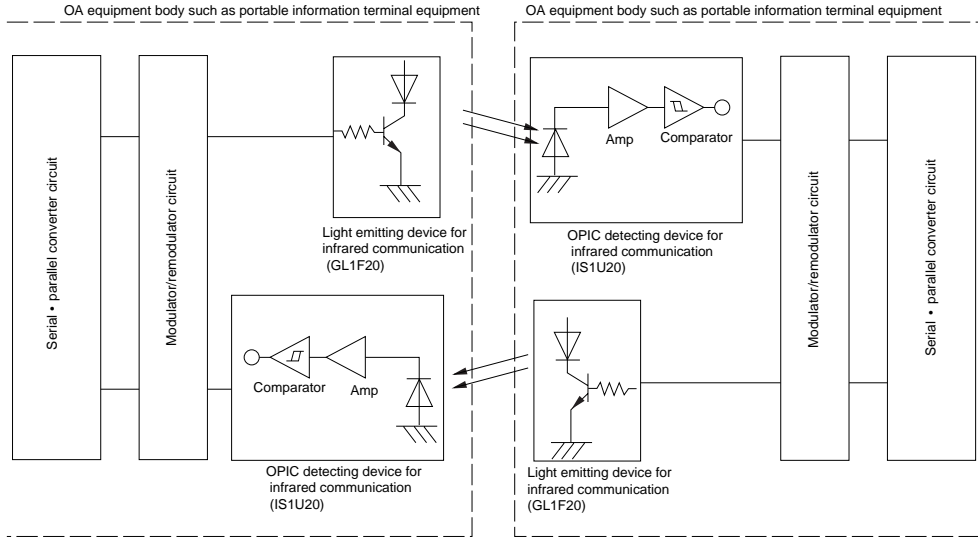 OA equipment body such as portable information terminal equipment
OA equipment body such as portable information terminal equipment
Serial • parallel converter circuit
Modulator/remodulator circuit
Light emitting device for
infrared communication
(GL1F20)
Comparator
Amp
OPIC detecting device for
infrared communication
(IS1U20)
Amp
Comparator
OPIC detecting device for
infrared communication
(IS1U20)
Light emitting device for
infrared communication
(GL1F20)
Modulator/remodulator circuit
Serial • parallel converter circuit